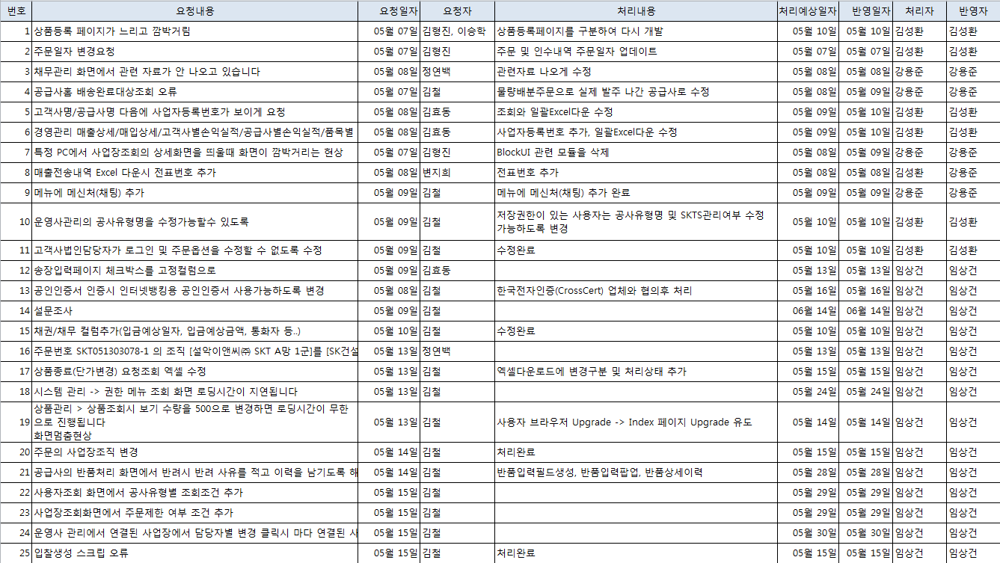 번호 요청내용 요청일자 요청자 처리내용 처리예상일자 반영일자 처리자 반영자
1 상품등록 페이지가 느리고 깜박거림 05월 07일 김형진, 이승학 상품등록페이지를 구분하여 다시 개발 05월 10일 05월 10일 김성환 김성환
2 주문일자 변경요청 05월 07일 김형진 주문 및 인수내역 주문일자 업데이트 05월 07일 05월 07일 김성환 김성환
3 채무관리 화면에서 관련 자료가 안 나오고 있습니다 05월 08일 정연백 관련자료 나오게 수정 05월 08일 05월 08일 강용준 강용준
4 공급사홈 배송완료대상조회 오류 05월 07일 김철 물량배분주문으로 실제 발주 나간 공급사로 수정 05월 08일 05월 09일 강용준 강용준
5 고객사명/공급사명 다음에 사업자등록번호가 보이게 요청 05월 08일 김효동 조회와 일괄Excel다운 수정 05월 09일 05월 10일 김성환 김성환
6 경영관리 매출상세/매입상세/고객사별손익실적/공급사별손익실적/품목별 05월 08일 김효동 사업자등록번호 추가, 일괄Excel다운 수정 05월 09일 05월 10일 김성환 김성환
7 특정 PC에서 사업장조회의 상세화면을 띄울때 화면이 깜박거리는 현상 05월 07일 김형진 BlockUI 관련 모듈을 삭제 05월 08일 05월 09일 강용준 강용준
8 매출전송내역 Excel 다운시 전표번호 추가 05월 08일 변지희 전표번호 추가 05월 08일 05월 08일 김성환 강용준
9 메뉴에 메신처(채팅) 추가 05월 09일 김철 메뉴에 메신처(채팅) 추가 완료 05월 09일 05월 09일 강용준 강용준
10 운영사관리의 공사유형명을 수정가능할수 있도록 05월 09일 김철 저장권한이 있는 사용자는 공사유형명 및 SKTS관리여부 수정
가능하도록 변경 05월 10일 05월 10일 김성환 김성환
11 고객사법인담당자가 로그인 및 주문옵션을 수정할 수 없도록 수정 05월 09일 김철 수정완료 05월 10일 05월 10일 김성환 김성환
12 송장입력페이지 체크박스를 고정컬럼으로 05월 09일 김효동 05월 13일 05월 13일 임상건 임상건
13 공인인증서 인증시 인터넷뱅킹용 공인인증서 사용가능하도록 변경 05월 08일 김철 한국전자인증(CrossCert) 업체와 협의후 처리 05월 16일 05월 16일 임상건 임상건
14 설문조사 05월 09일 김철 06월 14일 06월 14일 임상건 임상건
15 채권/채무 컬럼추가(입금예상일자, 입금예상금액, 통화자 등..) 05월 10일 김철 수정완료 05월 10일 05월 10일 임상건 임상건
16 주문번호 SKT051303078-1 의 조직 [설악이앤씨㈜ SKT A망 1군]를 [SK건설 05월 13일 정연백 05월 13일 05월 13일 임상건 임상건
17 상품종료(단가변경) 요청조회 엑셀 수정 05월 13일 김철 엑셀다운로드에 변경구분 및 처리상태 추가 05월 15일 05월 15일 임상건 임상건
18 시스템 관리 -> 권한 메뉴 조회 화면 로딩시간이 지연됩니다 05월 13일 김철 05월 24일 05월 24일 임상건 임상건
상품관리 > 상품조회시 보기 수량을 500으로 변경하면 로딩시간이 무한
19 으로 진행됩니다 05월 13일 김철 사용자 브라우저 Upgrade -> Index 페이지 Upgrade 유도 05월 14일 05월 14일 임상건 임상건
화면멈춤현상
20 주문의 사업장조직 변경 05월 14일 김철 처리완료 05월 15일 05월 15일 임상건 임상건
21 공급사의 반품처리 화면에서 반려시 반려 사유를 적고 이력을 남기도록 해 05월 14일 김철 반품입력필드생성, 반품입력팝업, 반품상세이력 05월 28일 05월 28일 임상건 임상건
22 사용자조회 화면에서 공사유형별 조회조건 추가 05월 15일 김철 05월 29일 05월 29일 임상건 임상건
23 사업장조회화면에서 주문제한 여부 조건 추가 05월 15일 김철 05월 29일 05월 29일 임상건 임상건
24 운영사 관리에서 연결된 사업장에서 담당자별 변경 클릭시 마다 연결된 사 05월 15일 김철 05월 30일 05월 30일 임상건 임상건
25 입찰생성 스크립 오류 05월 15일 김철 처리완료 05월 15일 05월 15일 임상건 임상건